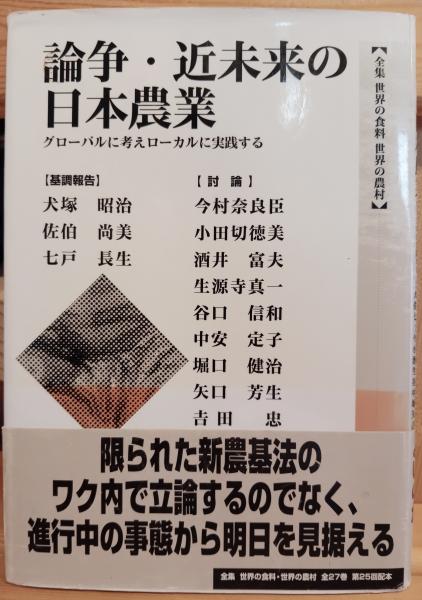 論争・近未来の
日本農業
グローバルに考えローカルに実践する
【全集 世界の食料 世界の農村】
【基調報告】
犬塚 昭治
佐伯 尚美
七戸 長生
【討論】
今村奈良臣
小田切徳美
酒井 富夫
生源寺真一
谷口 信和
中安 定子
堀口 健治
矢口 芳生
吉田 忠
限られた新農基法の
ワク内で立論するのでなく、
進行中の事態から明日を見据える
全集 世界の食料・世界の農村 全27巻 第25回配本